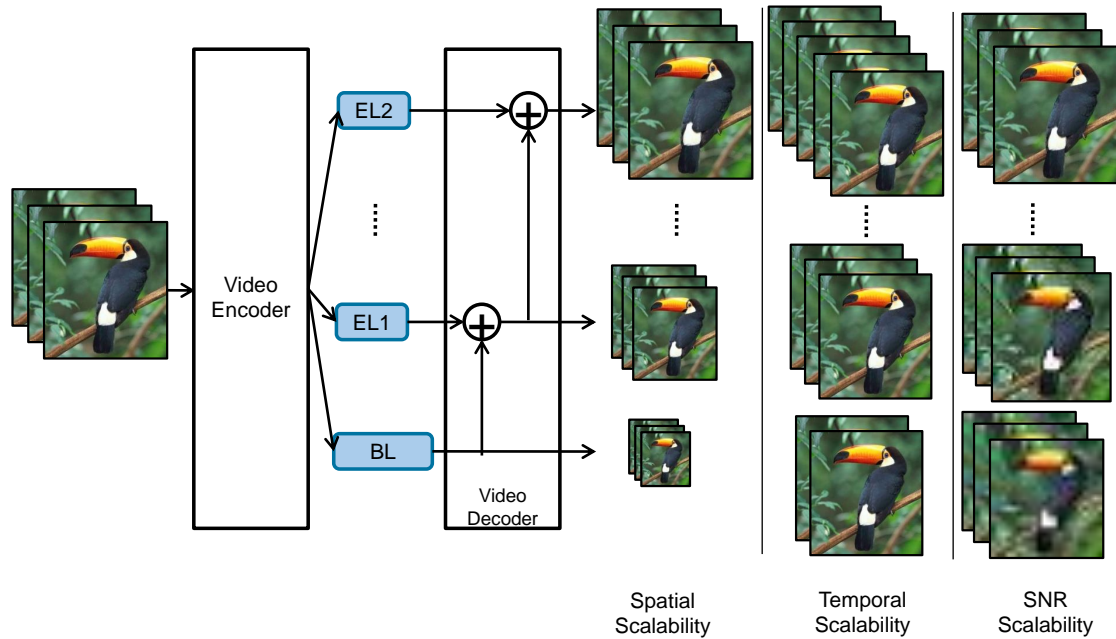 EL2
Video
Encoder
EL1
BL
Video
Decoder
Spatial
Scalability
Temporal
Scalability
SNR
Scalability